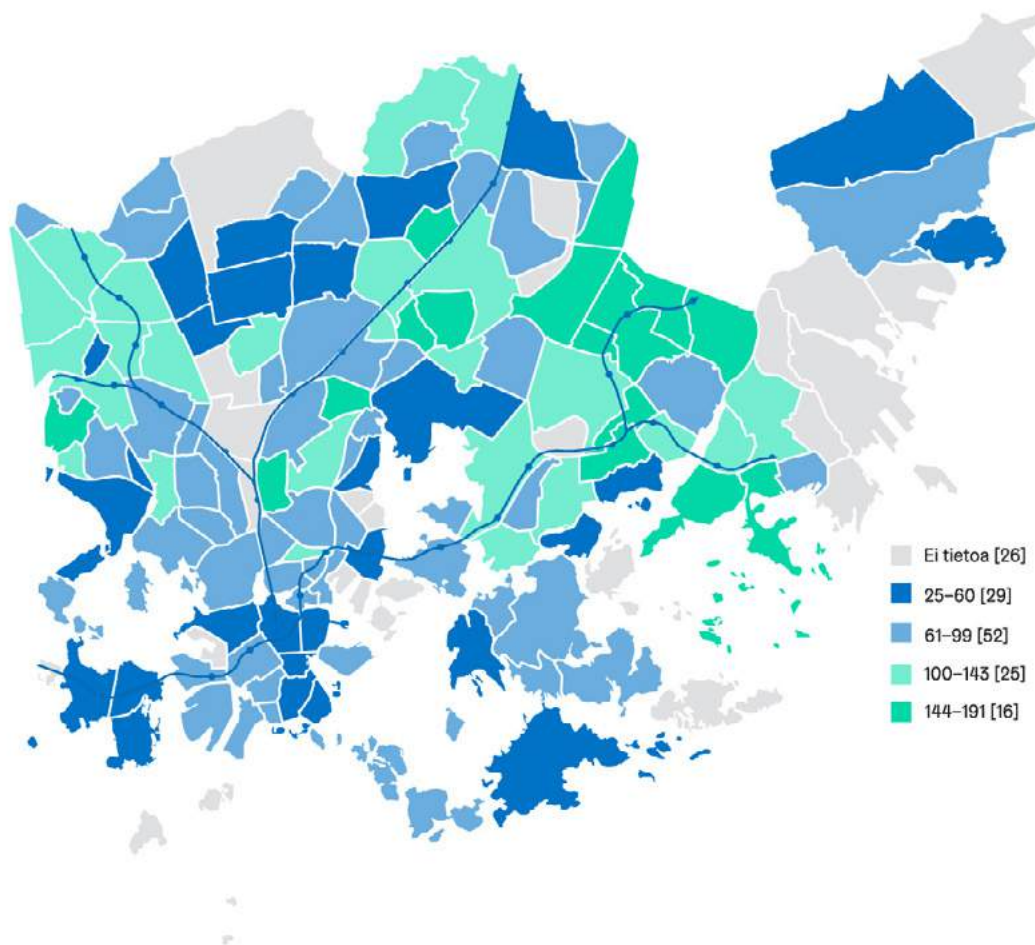 Ei tietoa [26]
25–60 [29]
61–99 [52]
100–143 [25]
144–191 [16]